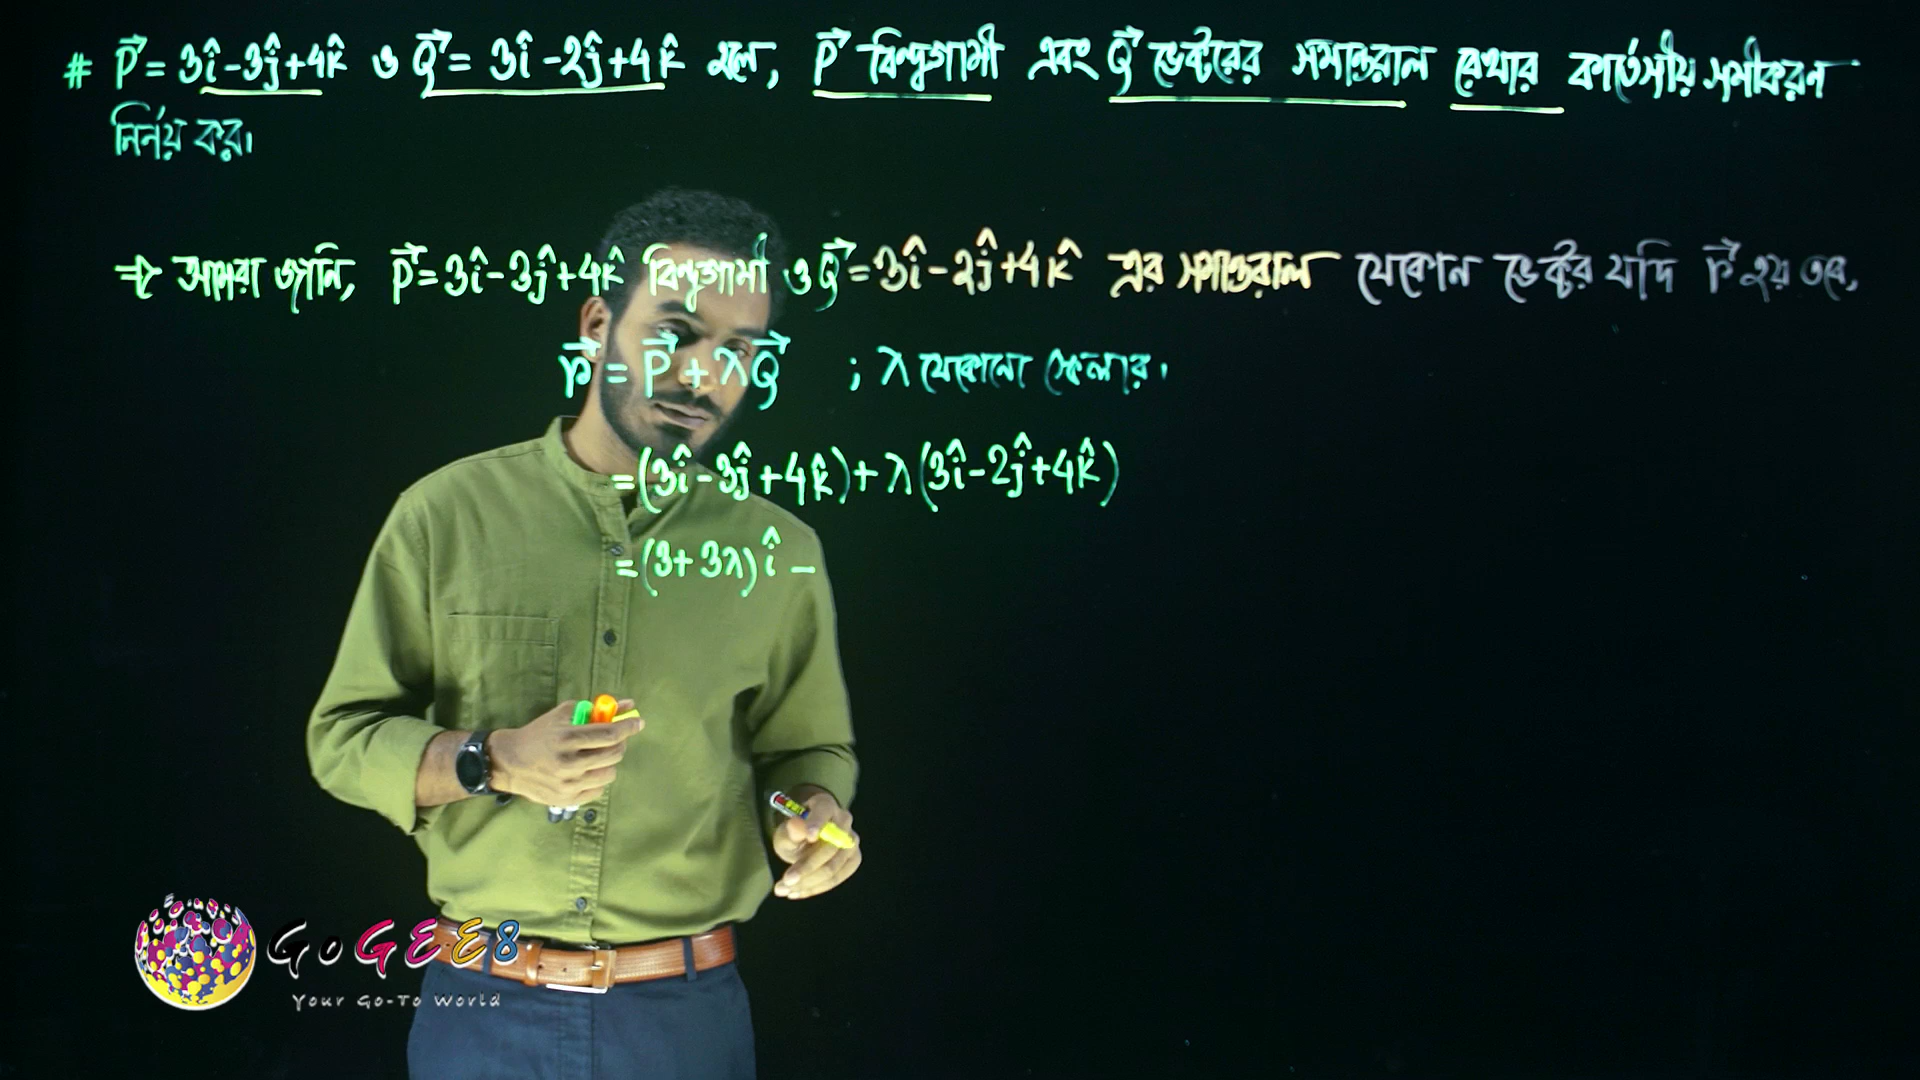 # P⃗ = 3î-3ĵ+4k̂ ও Q⃗ = 3î-2ĵ+4k̂ হলে, P⃗ বিন্দুগামী এবং Q⃗ ভেক্টরের সমান্তরাল রেখার কার্তেসীয় সমীকরন
নির্নয় কর।
⇒ আমরা জানি, P⃗ = 3î-3ĵ+4k̂ বিন্দুগামী ও Q⃗ = 3î-2ĵ+4k̂ এর সমান্তরাল যেকোন ভেক্টর যদি r⃗ হয় তবে,
r⃗ = P⃗ + λQ⃗ ; λ যেকোনো স্কেলার।
= (3î-3ĵ+4k̂) + λ(3î-2ĵ+4k̂)
= (3+3λ)î -
GoGEE8
Your Go-To World